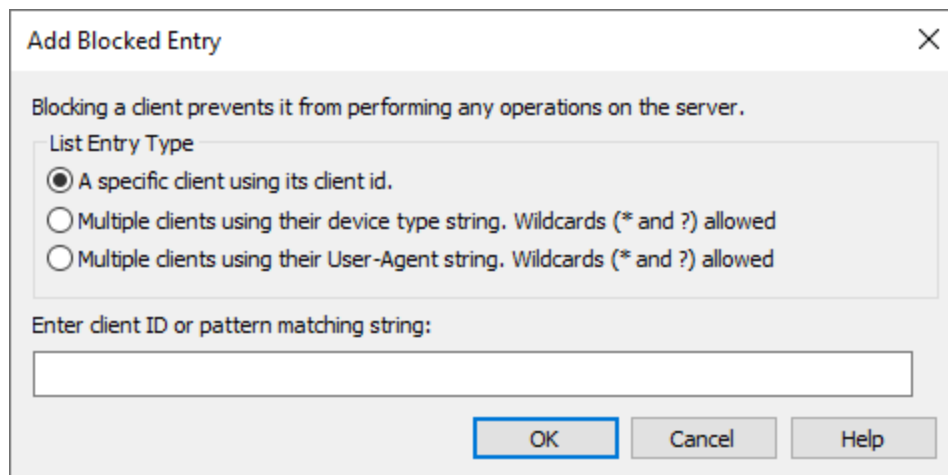 Add Blocked Entry
Blocking a client prevents it from performing any operations on the server.
List Entry Type
A specific client using its client id.
Multiple clients using their device type string. Wildcards (* and ?) allowed
Multiple clients using their User-Agent string. Wildcards (* and ?) allowed
Enter client ID or pattern matching string:
OK Cancel Help